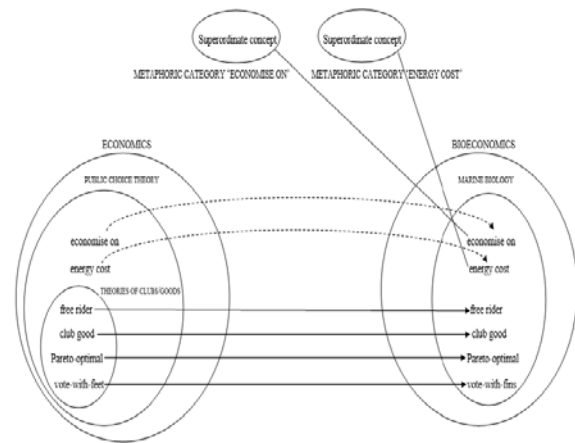 Superordinate concept
Superordinate concept
METAPHORIC CATEGORY "ECONOMISE ON"
METAPHORIC CATEGORY "ENERGY COST"
ECONOMICS
BIOECONOMICS
PUBLIC CHOICE THEORY
MARINE BIOLOGY
economise on
economise on
energy cost
energy cost
THEORIES OF CLUBS/GOODS
free rider
free rider
club good
club good
Pareto-optimal
Pareto-optimal
vote-with-feet
vote-with-fins